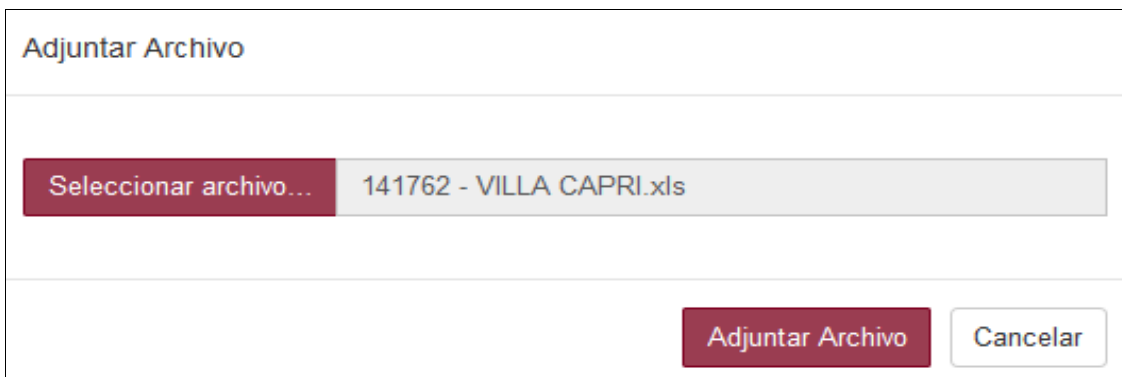 Adjuntar Archivo
Seleccionar archivo... 141762 - VILLA CAPRI.xls
Adjuntar Archivo Cancelar